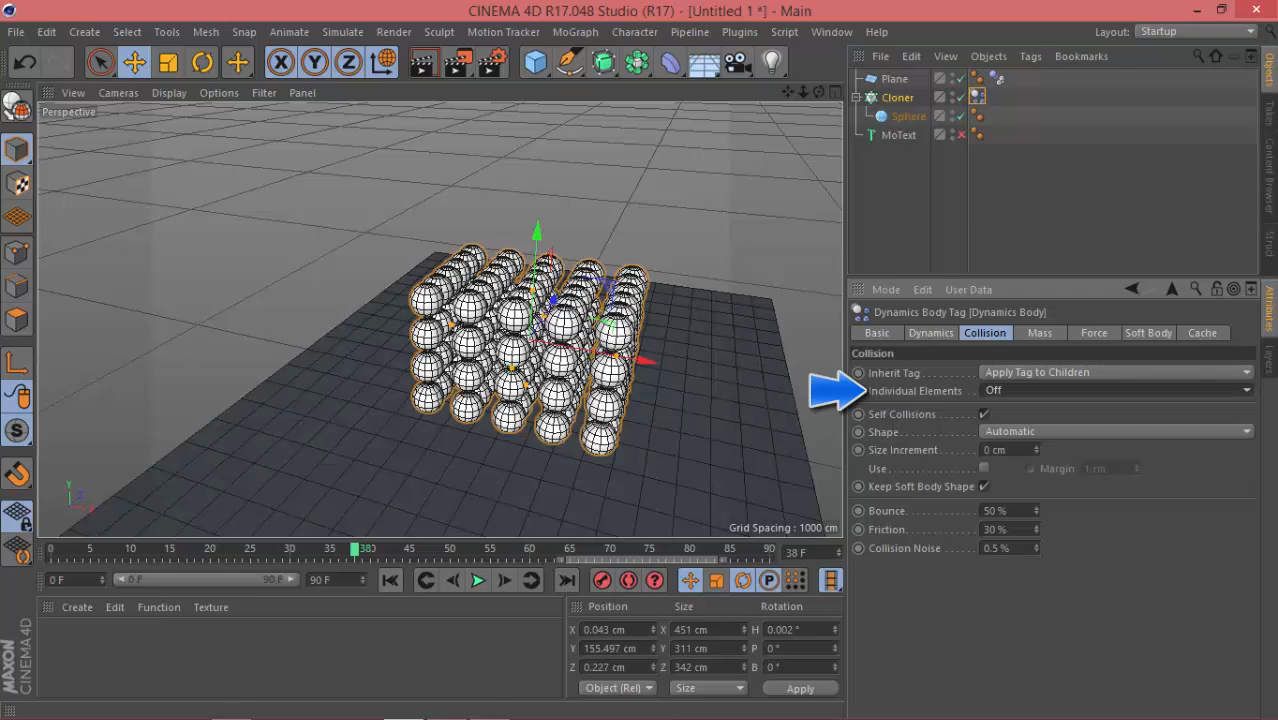 CINEMA 4D R17.048 Studio (R17) - [Untitled 1 *] - Main
File Edit Create Select Tools Mesh Snap Animate Simulate Render Sculpt Motion Tracker MoGraph Character Pipeline Plugins Script Window Help Layout: Startup
X Y Z
File Edit View Objects Tags Bookmarks
View Cameras Display Options Filter Panel
Perspective
Plane
Cloner
Sphere
MoText
Objects
Takes
Content Browser
Structure
Mode Edit User Data
Dynamics Body Tag [Dynamics Body]
Basic Dynamics Collision Mass Force Soft Body Cache
Collision
Inherit Tag Apply Tag to Children
Individual Elements Off
Self Collisions
Shape Automatic
Size Increment 0 cm
Use Margin 1 cm
Keep Soft Body Shape
Bounce 50 %
Friction 30 %
Collision Noise 0.5 %
Attributes
Layers
Y
Z
X
Grid Spacing : 1000 cm
0 5 10 15 20 25 30 35 380 45 50 55 60 65 70 75 80 85 90 38 F
0 F 0 F 90 F 90 F
P
Create Edit Function Texture
Position Size Rotation
X 0.043 cm X 451 cm H 0.002 °
Y 155.497 cm Y 311 cm P 0 °
Z 0.227 cm Z 342 cm B 0 °
Object (Rel) Size Apply
MAXON
CINEMA 4D